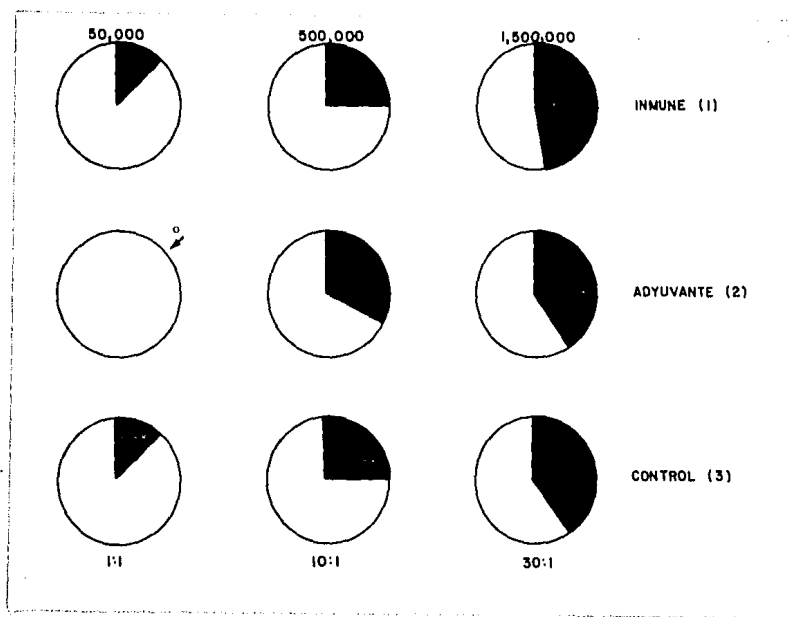 50,000 500,000 1,500,000
INMUNE (1)
O
ADYUVANTE (2)
CONTROL (3)
1:1 10:1 30:1